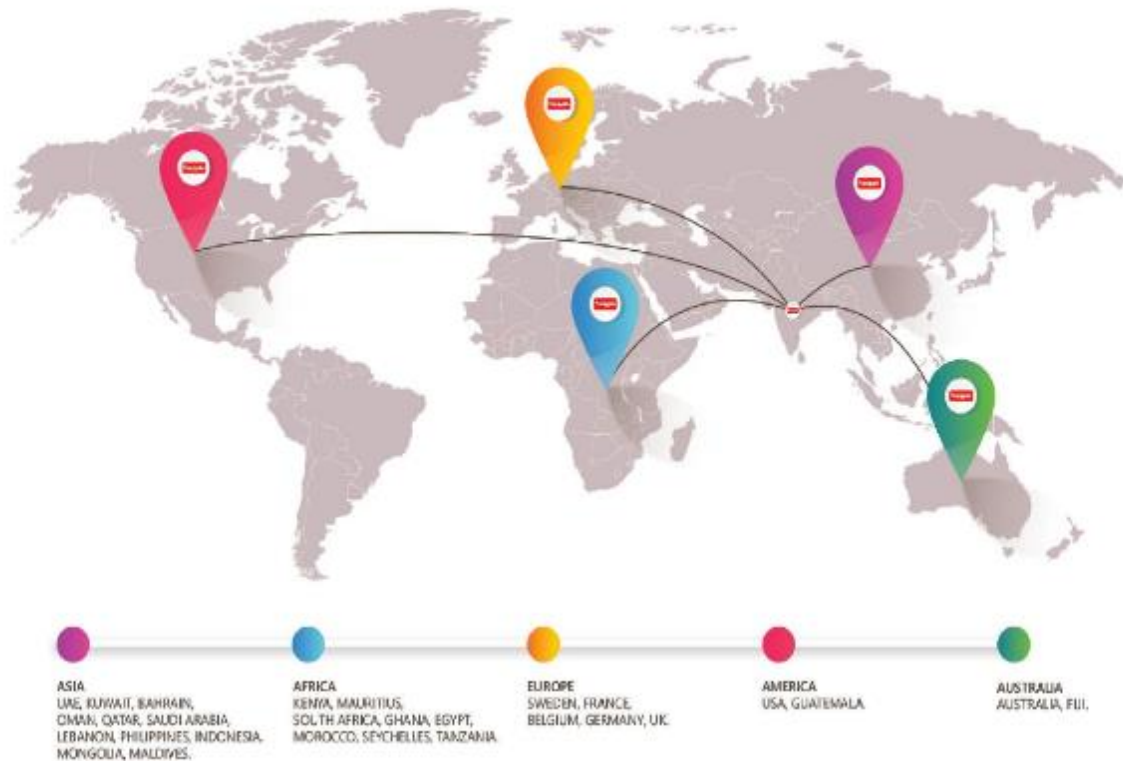 ASIA
UAE, KUWAIT, BAHRAIN,
OMAN, QATAR, SAUDI ARABIA,
LEBANON, PHILIPPINES, INDONESIA.
MONGOLIA, MALDIVES.
AFRICA
KENYA, MAURITIUS,
SOUTH AFRICA, GHANA, EGYPT,
MOROCCO, SEYCHELLES, TANZANIA
EUROPE
SWEDEN, FRANCE,
BELGIUM, GERMANY, UK.
AMERICA
USA, GUATEMALA
AUSTRALIA
AUSTRALIA, FIJI.